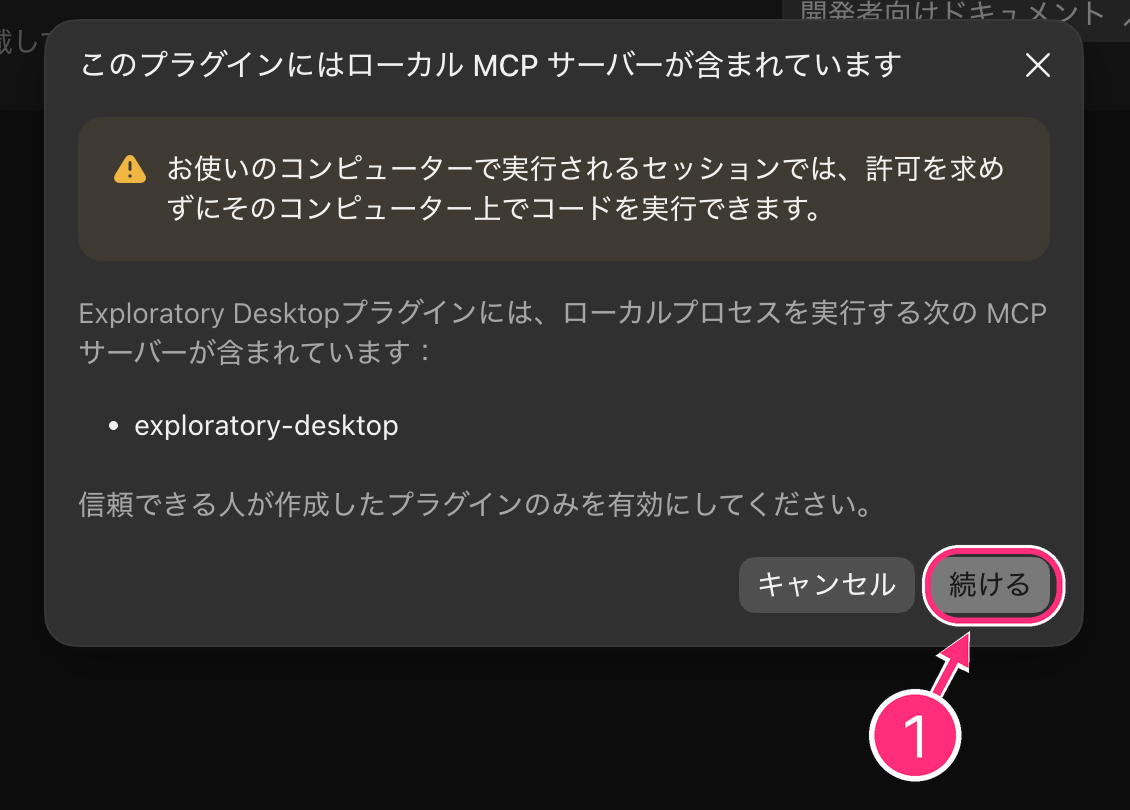 開発者向けドキュメント
このプラグインにはローカル MCP サーバーが含まれています
お使いのコンピューターで実行されるセッションでは、許可を求め
ずにそのコンピューター上でコードを実行できます。
Exploratory Desktopプラグインには、ローカルプロセスを実行する次の MCP
サーバーが含まれています：
• exploratory-desktop
信頼できる人が作成したプラグインのみを有効にしてください。
キャンセル 続ける
1